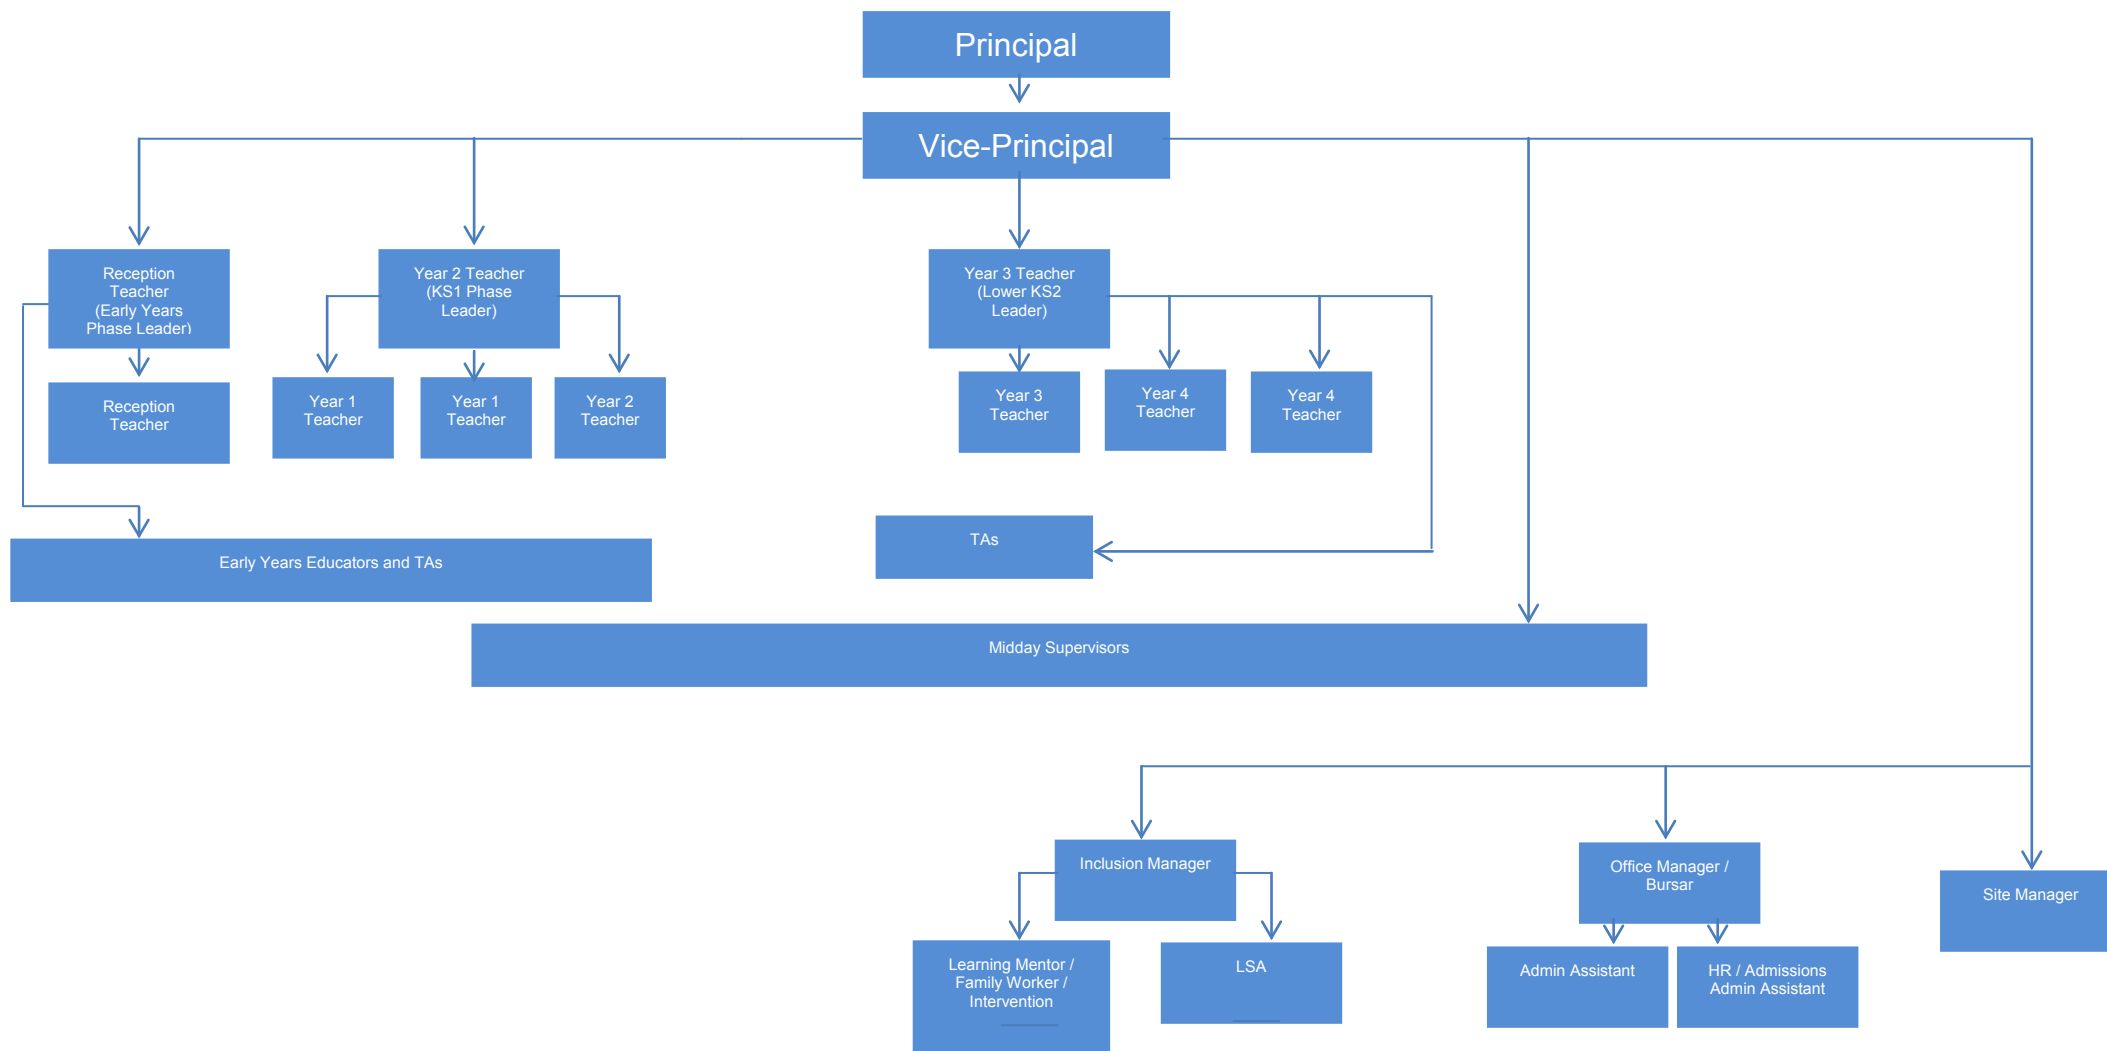 Principal
Vice-Principal
Reception
Teacher
(Early Years
Phase Leader)
Year 2 Teacher
(KS1 Phase
Leader)
Year 3 Teacher
(Lower KS2
Leader)
Reception
Teacher
Year 1
Teacher
Year 1
Teacher
Year 2
Teacher
Year 3
Teacher
Year 4
Teacher
Year 4
Teacher
TAs
Early Years Educators and TAs
Midday Supervisors
Inclusion Manager
Office Manager /
Bursar
Site Manager
Learning Mentor /
Family Worker /
Intervention
LSA
Admin Assistant
HR / Admissions
Admin Assistant